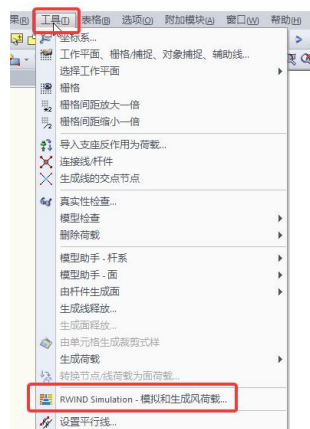 果(R) 工具(T) 表格(B) 选项(O) 附加模块(A) 窗口(W) 帮助(H)
坐标系...
工作平面、栅格/捕捉、对象捕捉、辅助线...
选择工作平面
栅格
栅格间距放大一倍
栅格间距缩小一倍
导入支座反作用为荷载...
连接线/杆件
生成线的交点节点
真实性检查...
模型检查
删除荷载
模型助手 - 杆系
模型助手 - 面
由杆件生成面
生成线释放...
生成面释放...
由单元格生成裁剪式样
生成荷载
转换节点/线荷载为面荷载...
RWIND Simulation - 模拟和生成风荷载...
设置平行线...